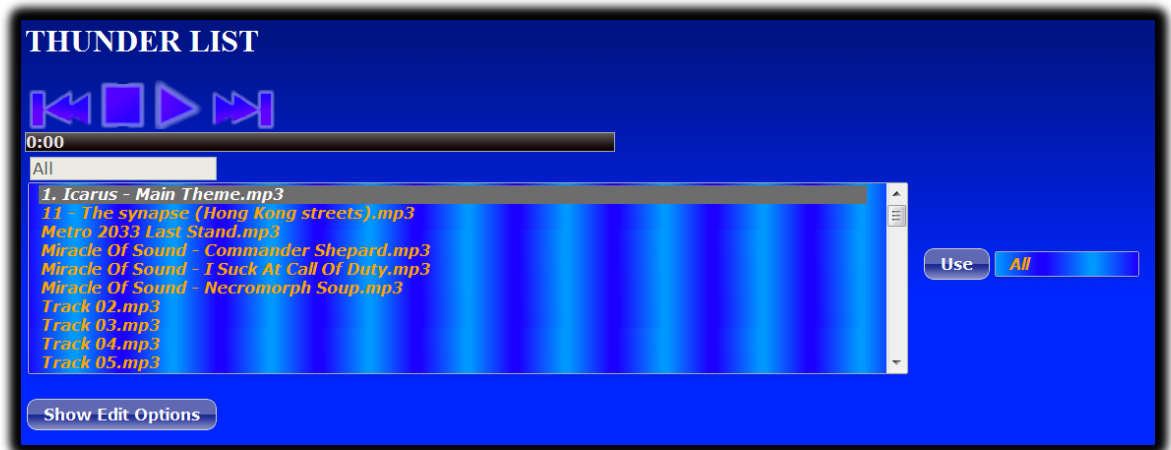 THUNDER LIST
0:00
All
1. Icarus - Main Theme.mp3
11 - The synapse (Hong Kong streets).mp3
Metro 2033 Last Stand.mp3
Miracle Of Sound - Commander Shepard.mp3
Miracle Of Sound - I Suck At Call Of Duty.mp3
Miracle Of Sound - Necromorph Soup.mp3
Track 02.mp3
Track 03.mp3
Track 04.mp3
Track 05.mp3
Use
All
Show Edit Options